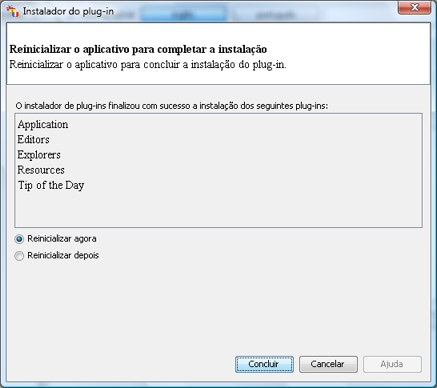 Instalador do plug-in
Reinicializar o aplicativo para completar a instalação
Reinicializar o aplicativo para concluir a instalação do plug-in.
O instalador de plug-ins finalizou com sucesso a instalação dos seguintes plug-ins:
Application
Editors
Explorers
Resources
Tip of the Day
Reinicializar agora
Reinicializar depois
Concluir
Cancelar
Ajuda